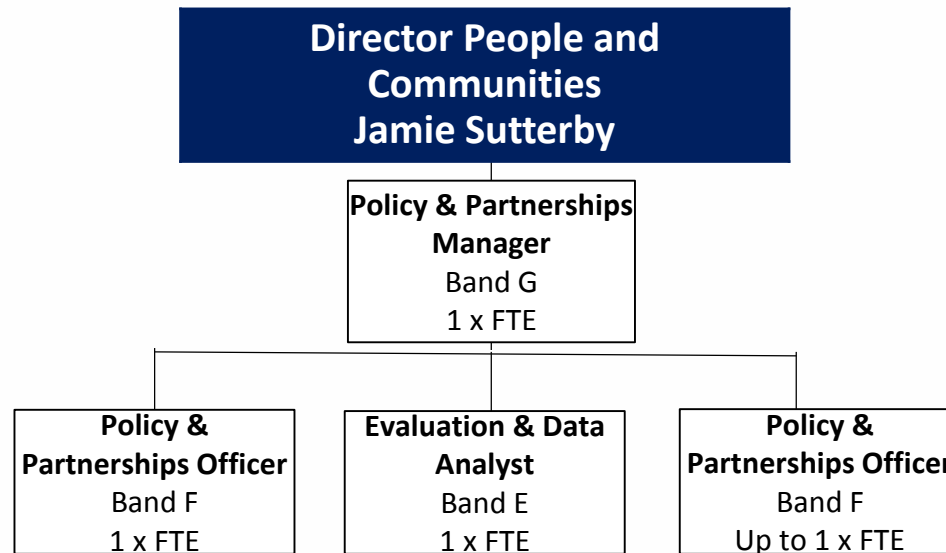 Director People and
Communities
Jamie Sutterby
Policy & Partnerships
Manager
Band G
1 x FTE
Policy &
Partnerships Officer
Band F
1 x FTE
Evaluation & Data
Analyst
Band E
1 x FTE
Policy &
Partnerships Officer
Band F
Up to 1 x FTE